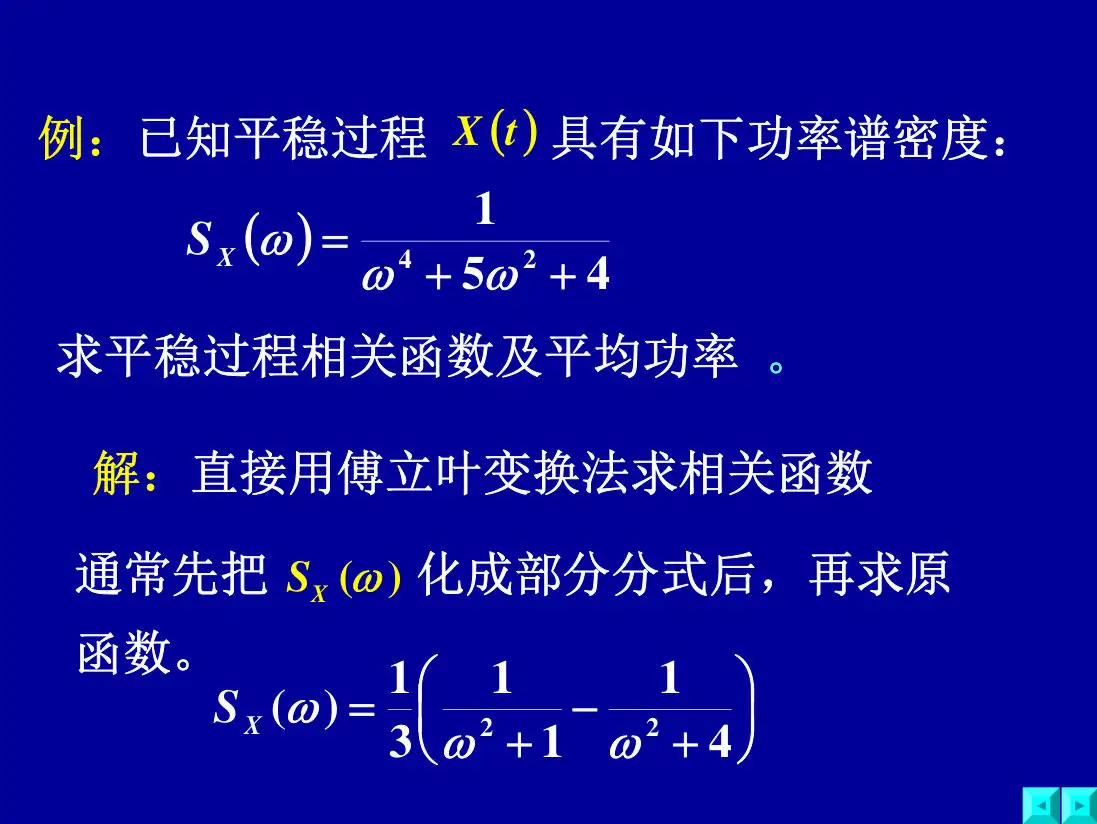 例：已知平稳过程 X(t) 具有如下功率谱密度：
S_X(ω) = 1 / (ω^4 + 5ω^2 + 4)
求平稳过程相关函数及平均功率 。
解：直接用傅立叶变换法求相关函数
通常先把 S_X(ω) 化成部分分式后，再求原
函数。
S_X(ω) = 1/3 ( 1/(ω^2 + 1) − 1/(ω^2 + 4) )